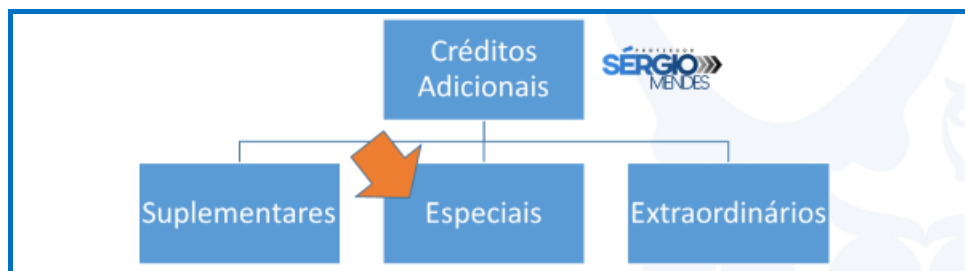 Créditos
Adicionais
PROFESSOR
SÉRGIO
MENDES
Suplementares
Especiais
Extraordinários